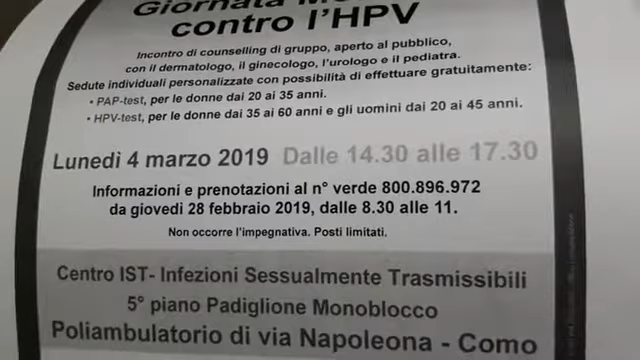 Giornata
contro l'HPV
Incontro di counselling di gruppo, aperto al pubblico,
con il dermatologo, il ginecologo, l'urologo e il pediatra.
Sedute individuali personalizzate con possibilità di effettuare gratuitamente:
• PAP-test, per le donne dai 20 ai 35 anni.
• HPV-test, per le donne dai 35 ai 60 anni e gli uomini dai 20 ai 45 anni.
Lunedì 4 marzo 2019 Dalle 14.30 alle 17.30
Informazioni e prenotazioni al n° verde 800.896.972
da giovedì 28 febbraio 2019, dalle 8.30 alle 11.
Non occorre l'impegnativa. Posti limitati.
Centro IST- Infezioni Sessualmente Trasmissibili
5° piano Padiglione Monoblocco
Poliambulatorio di via Napoleona - Como